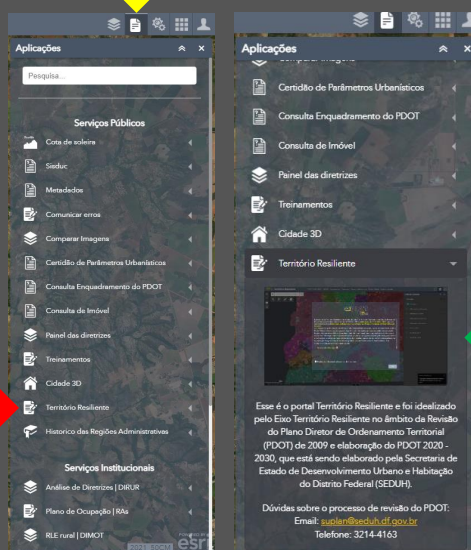 Aplicações
Pesquisa...
Serviços Públicos
Cota de soleira
Sisduc
Metadados
Comunicar erros
Comparar Imagens
Certidão de Parâmetros Urbanísticos
Consulta Enquadramento do PDOT
Consulta de Imóvel
Painel das diretrizes
Treinamentos
Cidade 3D
Território Resiliente
Historico das Regiões Administrativas
Serviços Institucionais
Análise de Diretrizes | DIRUR
Plano de Ocupação | RAs
RLE rural | DIMOT
esri
Aplicações
Comparar Imagens
Certidão de Parâmetros Urbanísticos
Consulta Enquadramento do PDOT
Consulta de Imóvel
Painel das diretrizes
Treinamentos
Cidade 3D
Território Resiliente
Esse é o portal Território Resiliente e foi idealizado
pelo Eixo Território Resiliente no âmbito da Revisão
do Plano Diretor de Ordenamento Territorial
(PDOT) de 2009 e elaboração do PDOT 2020 -
2030, que está sendo elaborado pela Secretaria de
Estado de Desenvolvimento Urbano e Habitação
do Distrito Federal (SEDUH).
Dúvidas sobre o processo de revisão do PDOT:
Email: suplan@seduh.df.gov.br
Telefone: 3214-4163